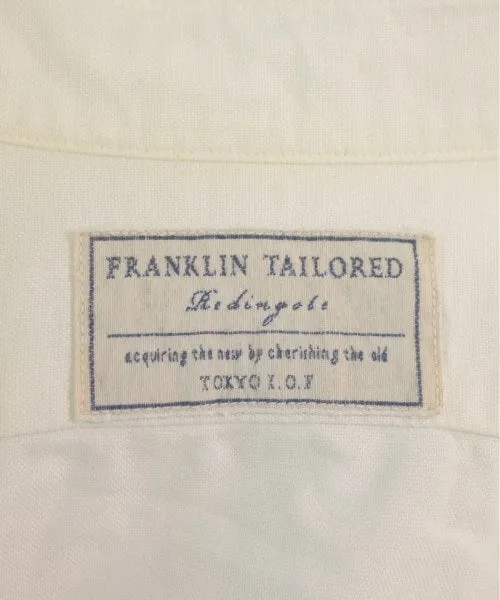 FRANKLIN TAILORED
Redingote
acquiring the new by cherishing the old
TOKYO I.O.F